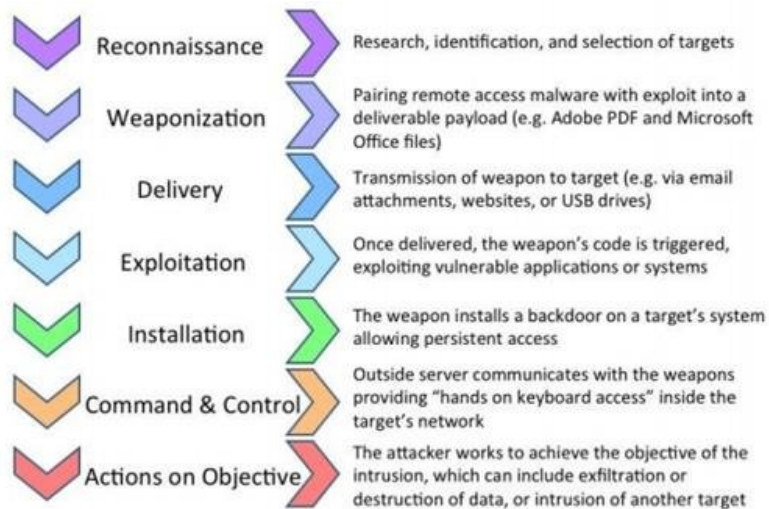 Reconnaissance
Research, identification, and selection of targets
Weaponization
Pairing remote access malware with exploit into a
deliverable payload (e.g. Adobe PDF and Microsoft
Office files)
Delivery
Transmission of weapon to target (e.g. via email
attachments, websites, or USB drives)
Exploitation
Once delivered, the weapon's code is triggered,
exploiting vulnerable applications or systems
Installation
The weapon installs a backdoor on a target's system
allowing persistent access
Command & Control
Outside server communicates with the weapons
providing "hands on keyboard access" inside the
target's network
Actions on Objective
The attacker works to achieve the objective of the
intrusion, which can include exfiltration or
destruction of data, or intrusion of another target